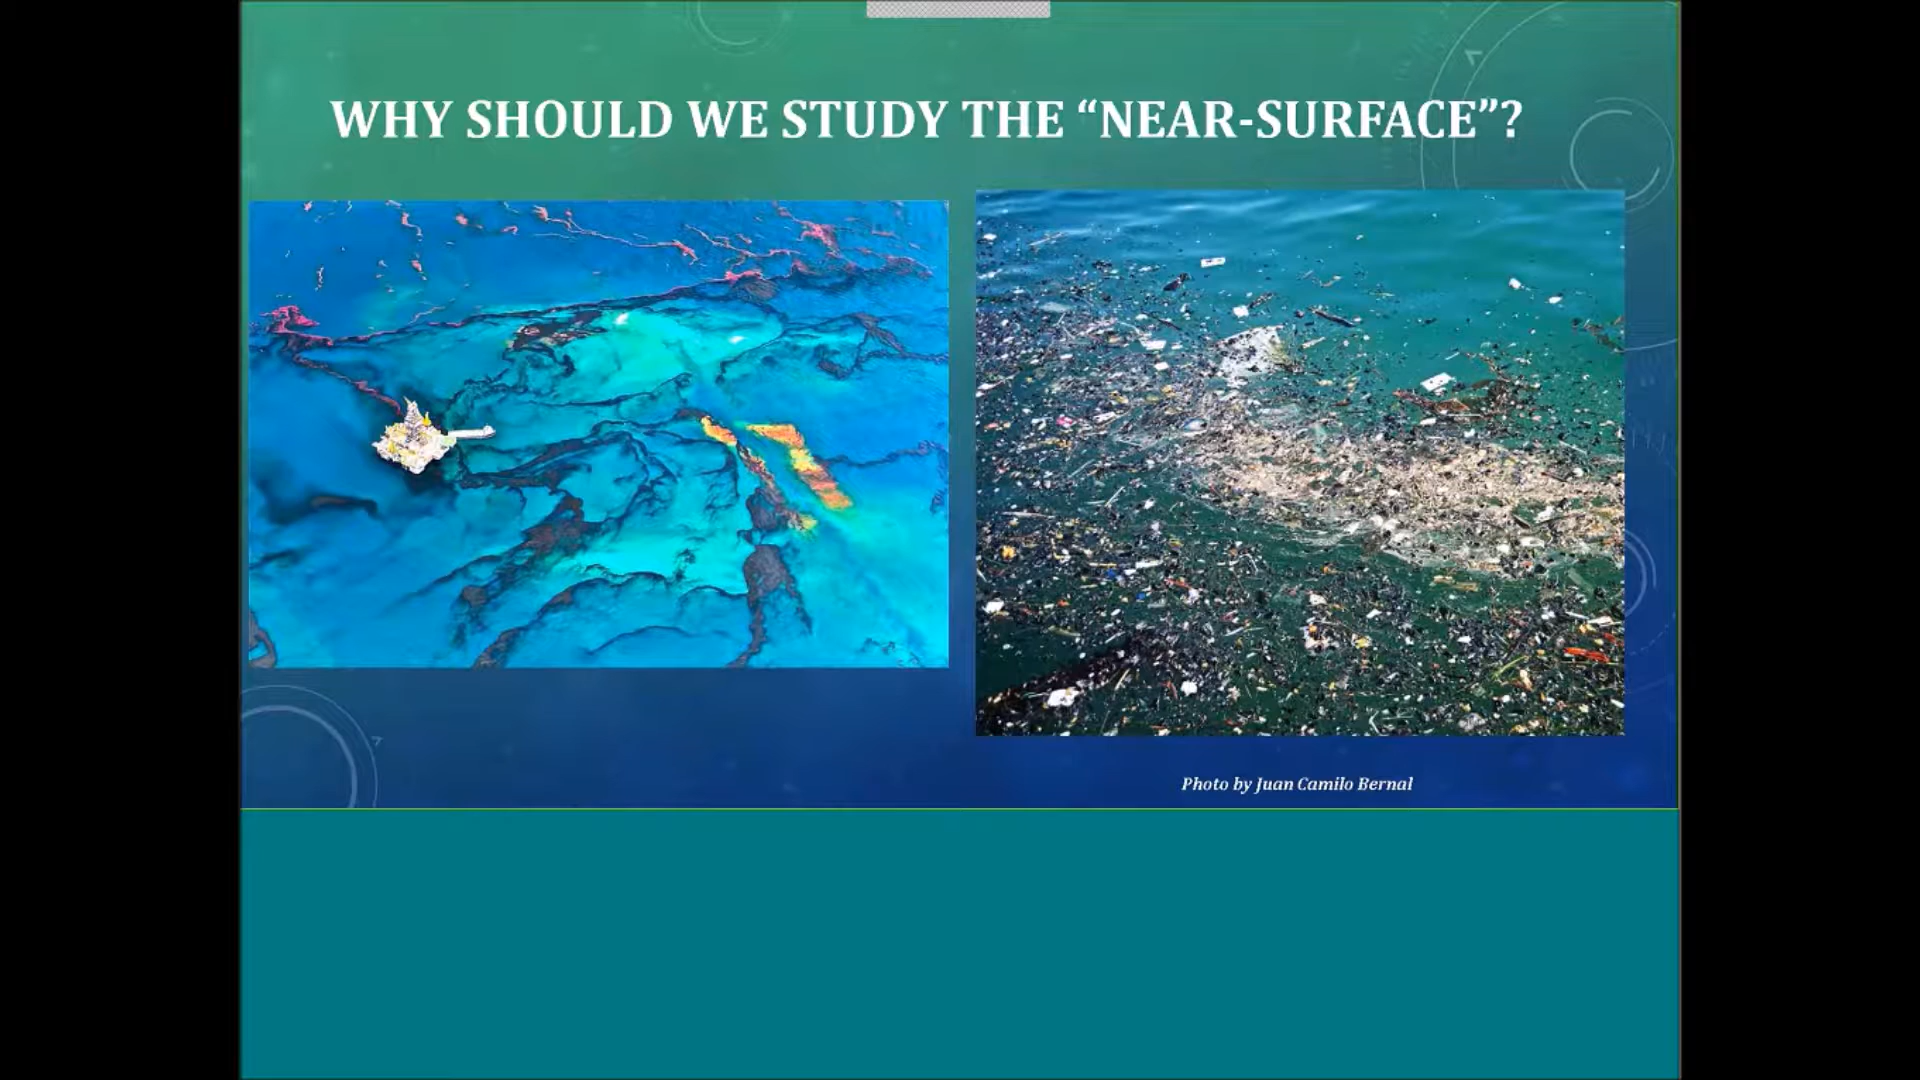 WHY SHOULD WE STUDY THE “NEAR-SURFACE”?
Photo by Juan Camilo Bernal